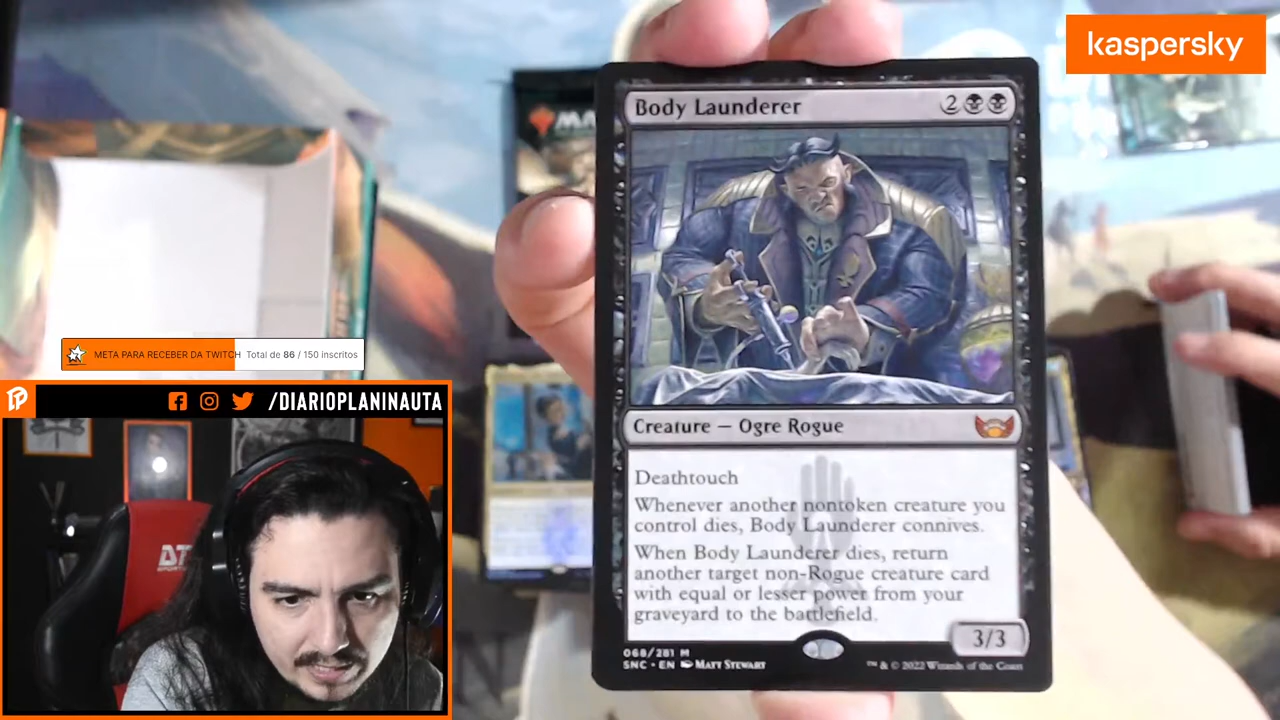 kaspersky
MA
Body Launderer 2
Creature — Ogre Rogue
Deathtouch
Whenever another nontoken creature you
control dies, Body Launderer connives.
When Body Launderer dies, return
another target non-Rogue creature card
with equal or lesser power from your
graveyard to the battlefield.
3/3
068/281 M
SNC • EN MATT STEWART
™ & © 2022 Wizards of the Coast
META PARA RECEBER DA TWITCH Total de 86 / 150 inscritos
/DIARIOPLANINAUTA
DT